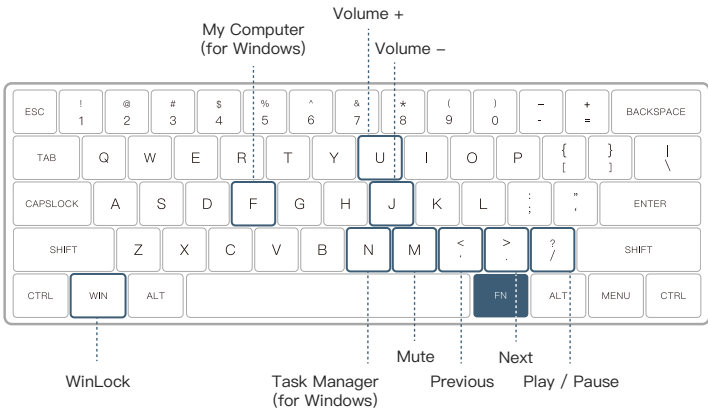 Volume +
My Computer
(for Windows)
Volume –
ESC ! 1 @ 2 # 3 $ 4 % 5 ^ 6 & 7 * 8 ( 9 ) 0 – - + = BACKSPACE
TAB Q W E R T Y U I O P { [ } ] | \
CAPSLOCK A S D F G H J K L : ; " ' ENTER
SHIFT Z X C V B N M < ' > . ? / SHIFT
CTRL WIN ALT FN ALT MENU CTRL
Mute Next
WinLock Task Manager Previous Play / Pause
(for Windows)